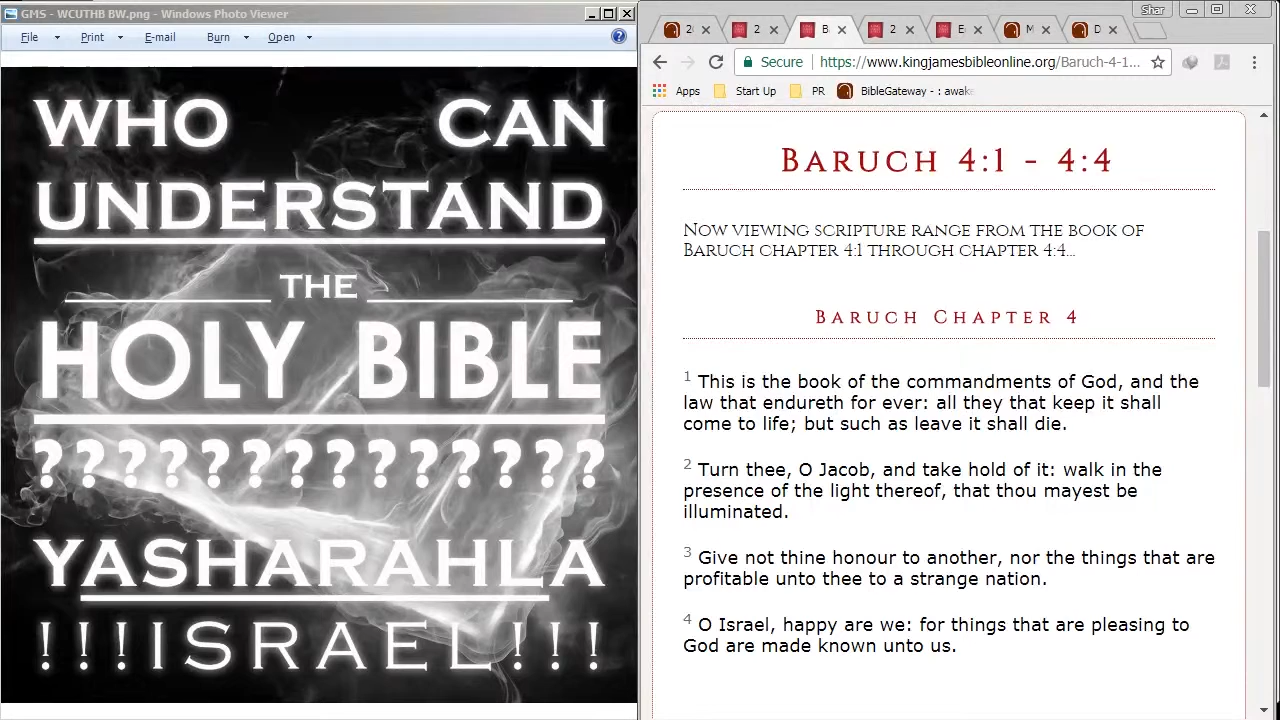 GMS - WCUTHB BW.png - Windows Photo Viewer
File Print E-mail Burn Open
WHO CAN
UNDERSTAND
THE
HOLY BIBLE
??????????????
YASHARAHLA
!!!ISRAEL!!!
Shar
2 2 B 2 E M D
Secure https://www.kingjamesbibleonline.org/Baruch-4-1...
Apps Start Up PR BibleGateway - : awake
Baruch 4:1 - 4:4
Now viewing scripture range from the book of
Baruch chapter 4:1 through chapter 4:4...
Baruch Chapter 4
1 This is the book of the commandments of God, and the
law that endureth for ever: all they that keep it shall
come to life; but such as leave it shall die.
2 Turn thee, O Jacob, and take hold of it: walk in the
presence of the light thereof, that thou mayest be
illuminated.
3 Give not thine honour to another, nor the things that are
profitable unto thee to a strange nation.
4 O Israel, happy are we: for things that are pleasing to
God are made known unto us.